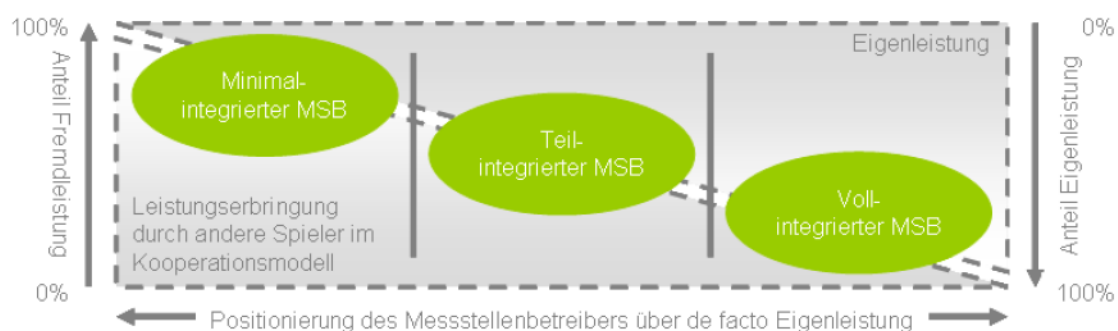 100%
0%
Anteil Fremdleistung
Eigenleistung
Minimal-
integrierter MSB
Teil-
integrierter MSB
Voll-
integrierter MSB
Leistungserbringung
durch andere Spieler im
Kooperationsmodell
Anteil Eigenleistung
0%
100%
Positionierung des Messstellenbetreibers über de facto Eigenleistung